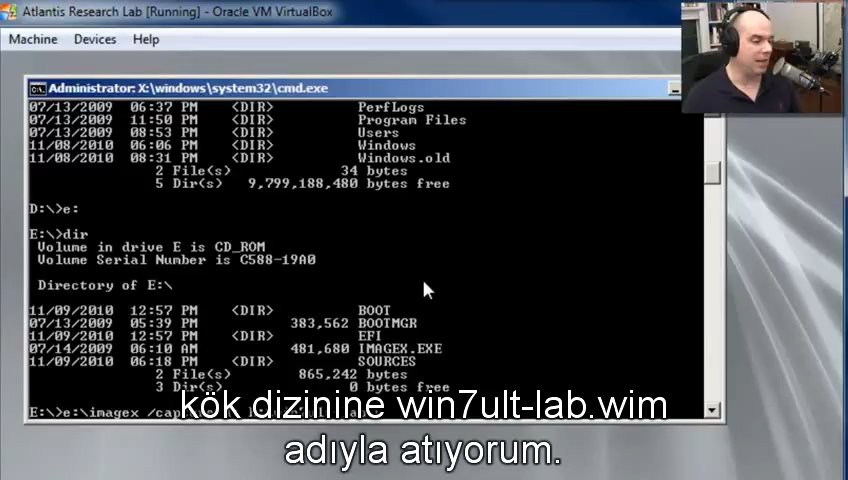 Atlantis Research Lab [Running] - Oracle VM VirtualBox
Machine Devices Help
Administrator: X:\windows\system32\cmd.exe
07/13/2009 06:37 PM <DIR> PerfLogs
07/13/2009 11:50 PM <DIR> Program Files
07/13/2009 08:53 PM <DIR> Users
11/08/2010 06:06 PM <DIR> Windows
11/08/2010 08:31 PM <DIR> Windows.old
2 File(s) 34 bytes
5 Dir(s) 9,799,188,480 bytes free
D:\>e:
E:\>dir
Volume in drive E is CD_ROM
Volume Serial Number is C588-19A0
Directory of E:\
11/09/2010 12:57 PM <DIR> BOOT
07/13/2009 05:39 PM 383,562 BOOTMGR
11/09/2010 12:57 PM <DIR> EFI
07/14/2009 06:10 AM 481,680 IMAGEX.EXE
11/09/2010 06:18 PM <DIR> SOURCES
2 File(s) 865,242 bytes
3 Dir(s) 0 bytes free
E:\>e:\imagex
kök dizinine win7ult-lab.wim
adıyla atıyorum.